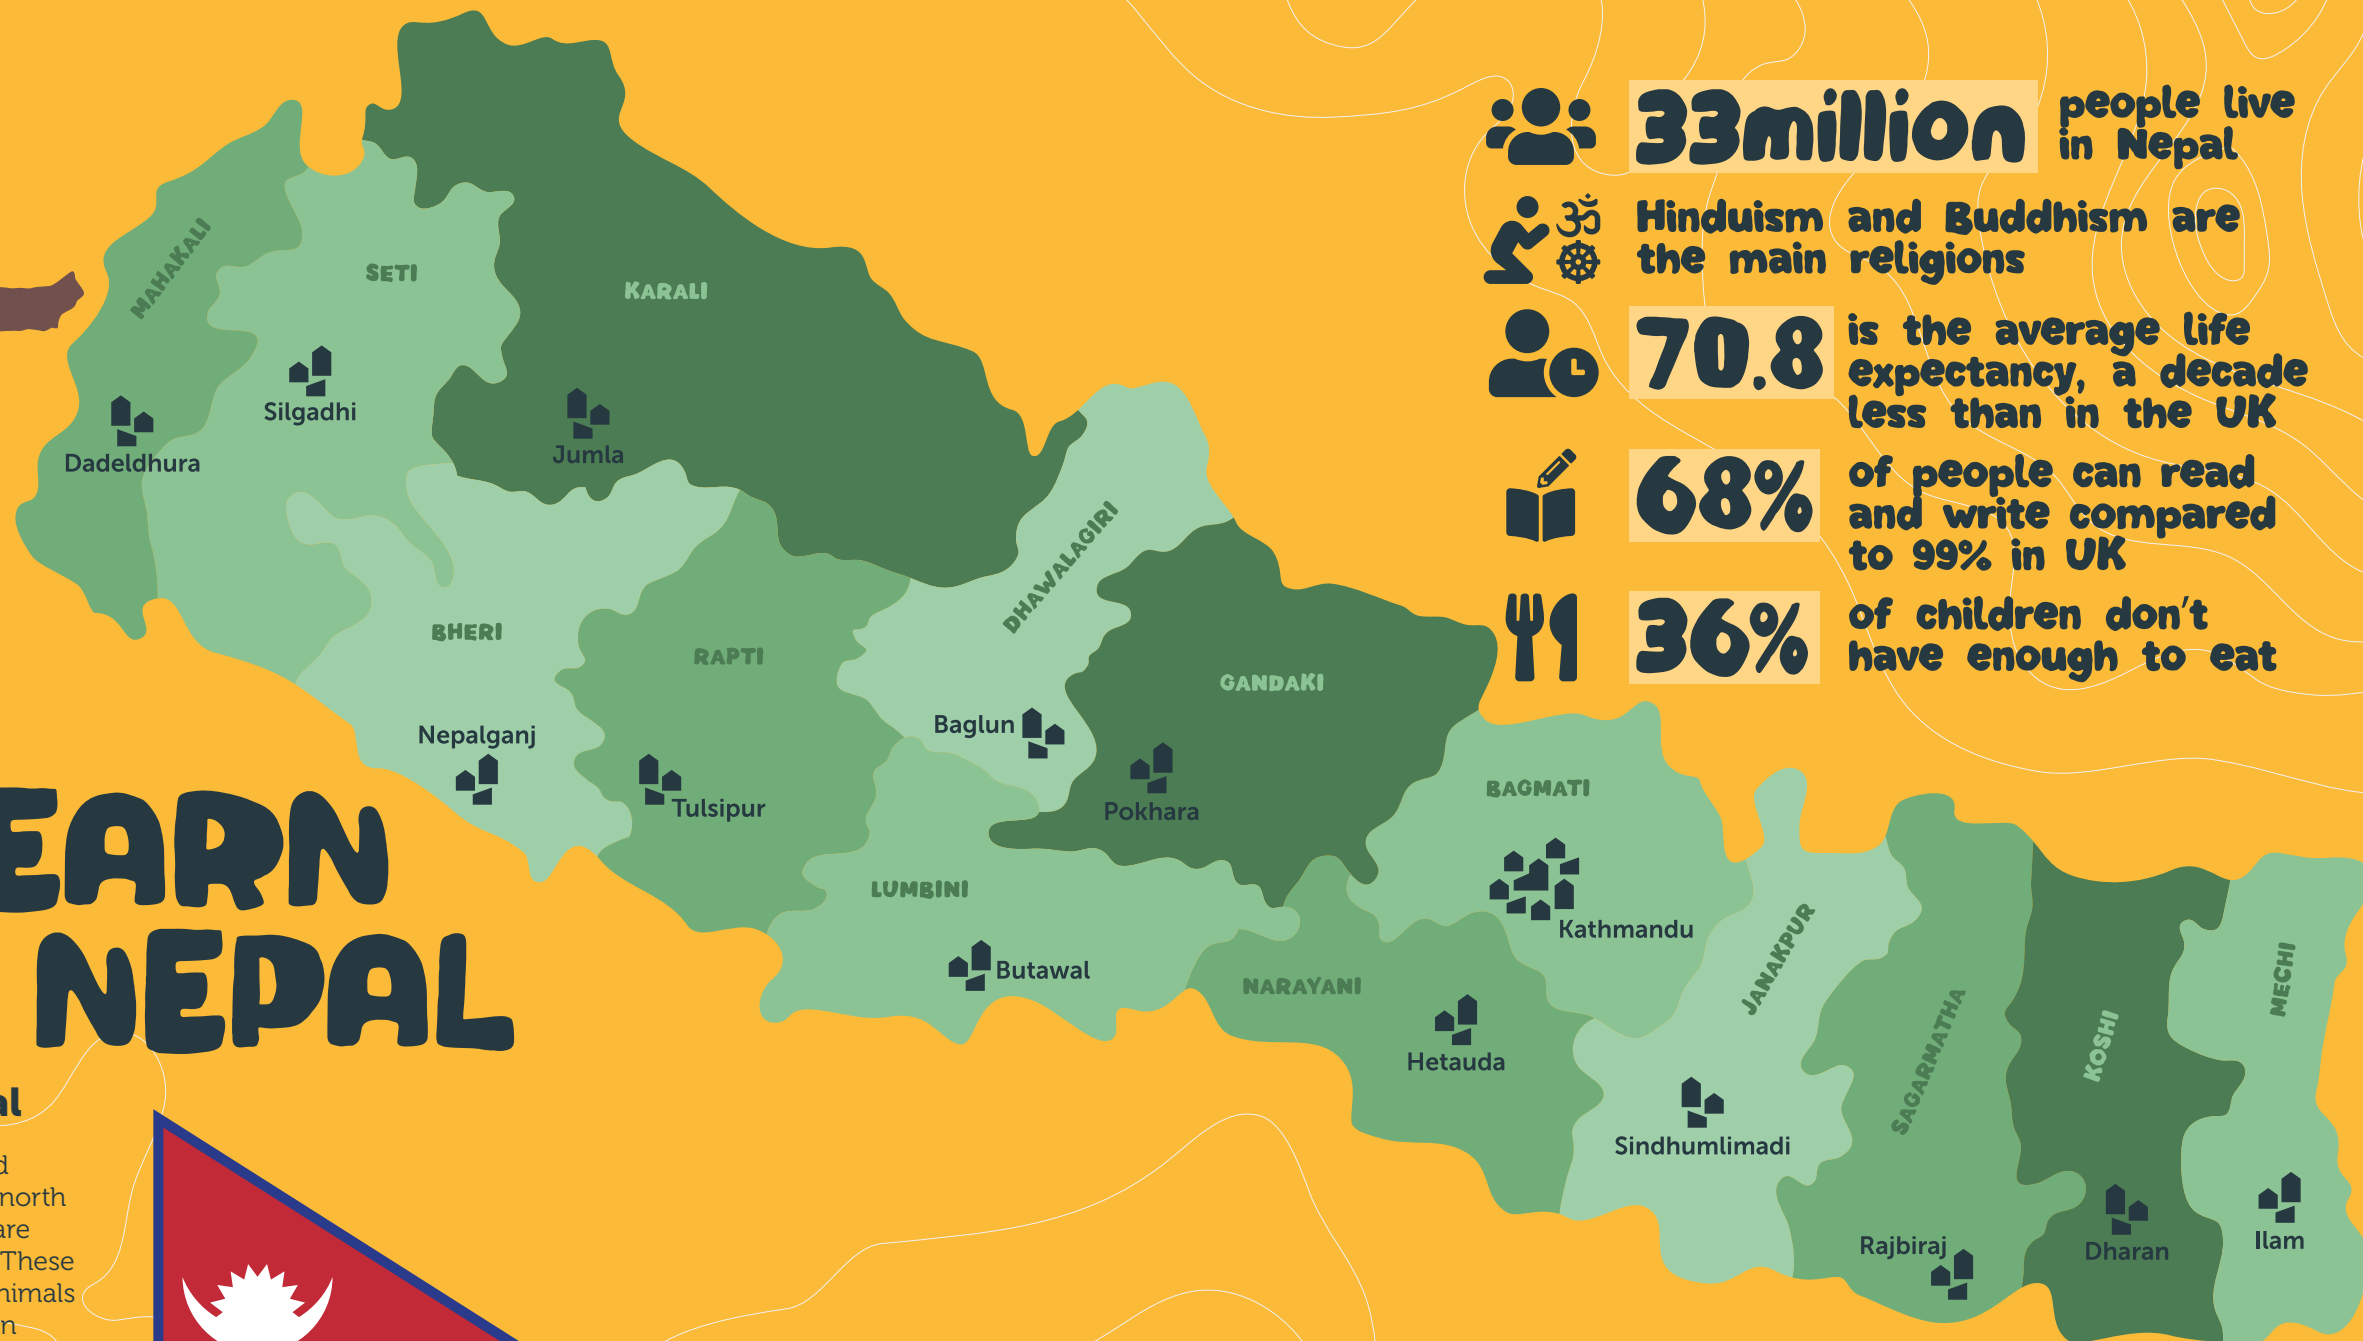 33million people live
in Nepal
Hinduism and Buddhism are
the main religions
70.8 is the average life
expectancy, a decade
less than in the UK
68% of people can read
and write compared
to 99% in UK
36% of children don't
have enough to eat
MAHAKALI
SETI
KARALI
Silgadhi
Dadeldhura
Jumla
DHAWALAGIRI
BHERI
RAPTI
GANDAKI
Nepalganj
Baglun
Tulsipur
Pokhara
BAGMATI
LUMBINI
Kathmandu
JANAKPUR
Butawal
NARAYANI
MECHI
SAGARMATHA
KOSHI
Hetauda
Sindhumlimadi
Rajbiraj
Dharan
Ilam
EARN
NEPAL
al
d
north
are
These
nimals
n